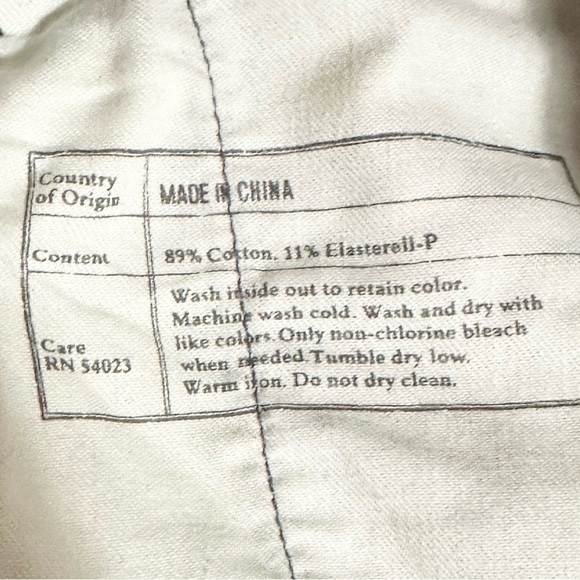 Country
of Origin
MADE IN CHINA
Content
89% Cotton, 11% Elasterell-P
Care
RN 54023
Wash inside out to retain color.
Machine wash cold. Wash and dry with
like colors. Only non-chlorine bleach
when needed. Tumble dry low.
Warm iron. Do not dry clean.